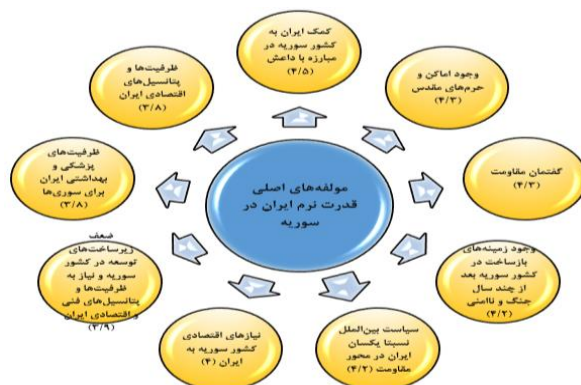 مولفه‌های اصلی
قدرت نرم ایران در
سوریه
کمک ایران به
کشور سوریه در
مبارزه با داعش
(۴/۵)
وجود اماکن و
حرم‌های مقدس
(۴/۳)
گفتمان مقاومت
(۴/۳)
وجود زمینه‌های
بازساخت در
کشور سوریه بعد
از چند سال
جنگ و ناامنی
(۴/۲)
سیاست بین‌الملل
نسبتا یکسان
ایران در محور
مقاومت (۴/۲)
نیازهای اقتصادی
کشور سوریه به
ایران (۴)
ضعف
زیرساخت‌های
توسعه در کشور
سوریه و نیاز به
ظرفیت‌ها و
پتانسیل‌های فنی
و اقتصادی ایران
(۳/۹)
ظرفیت‌های
پزشکی و
بهداشتی ایران
برای سوری‌ها
(۳/۸)
ظرفیت‌ها و
پتانسیل‌های
اقتصادی ایران
(۳/۸)